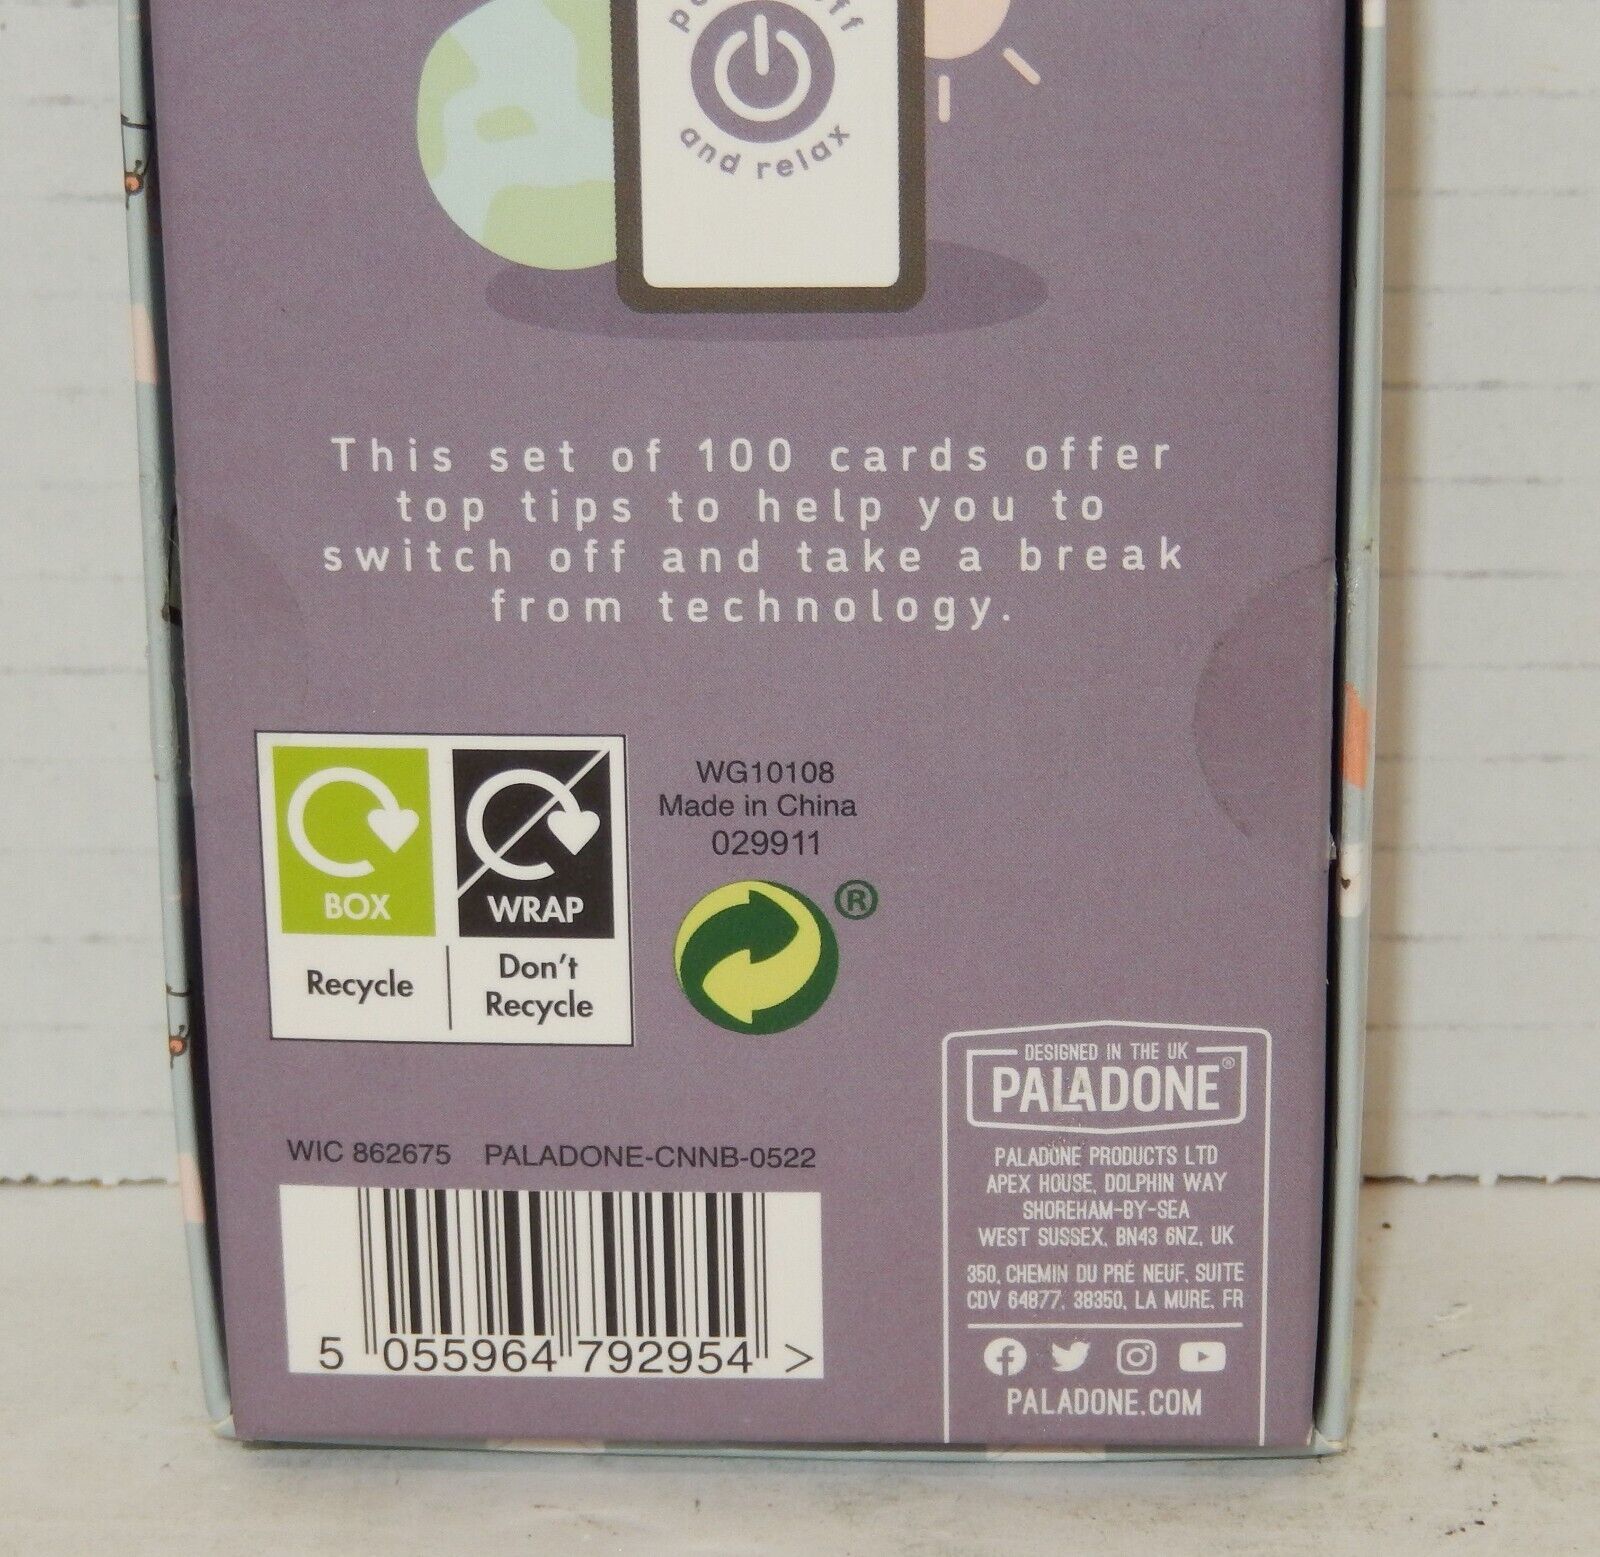 and relax
This set of 100 cards offer
top tips to help you to
switch off and take a break
from technology.
BOX
WRAP
Recycle
Don't
Recycle
WG10108
Made in China
029911
®
WIC 862675 PALADONE-CNNB-0522
5 055964 792954 >
DESIGNED IN THE UK
PALADONE®
PALADONE PRODUCTS LTD
APEX HOUSE, DOLPHIN WAY
SHOREHAM-BY-SEA
WEST SUSSEX, BN43 6NZ, UK
350, CHEMIN DU PRÉ NEUF, SUITE
CDV 64877, 38350, LA MURE, FR
PALADONE.COM